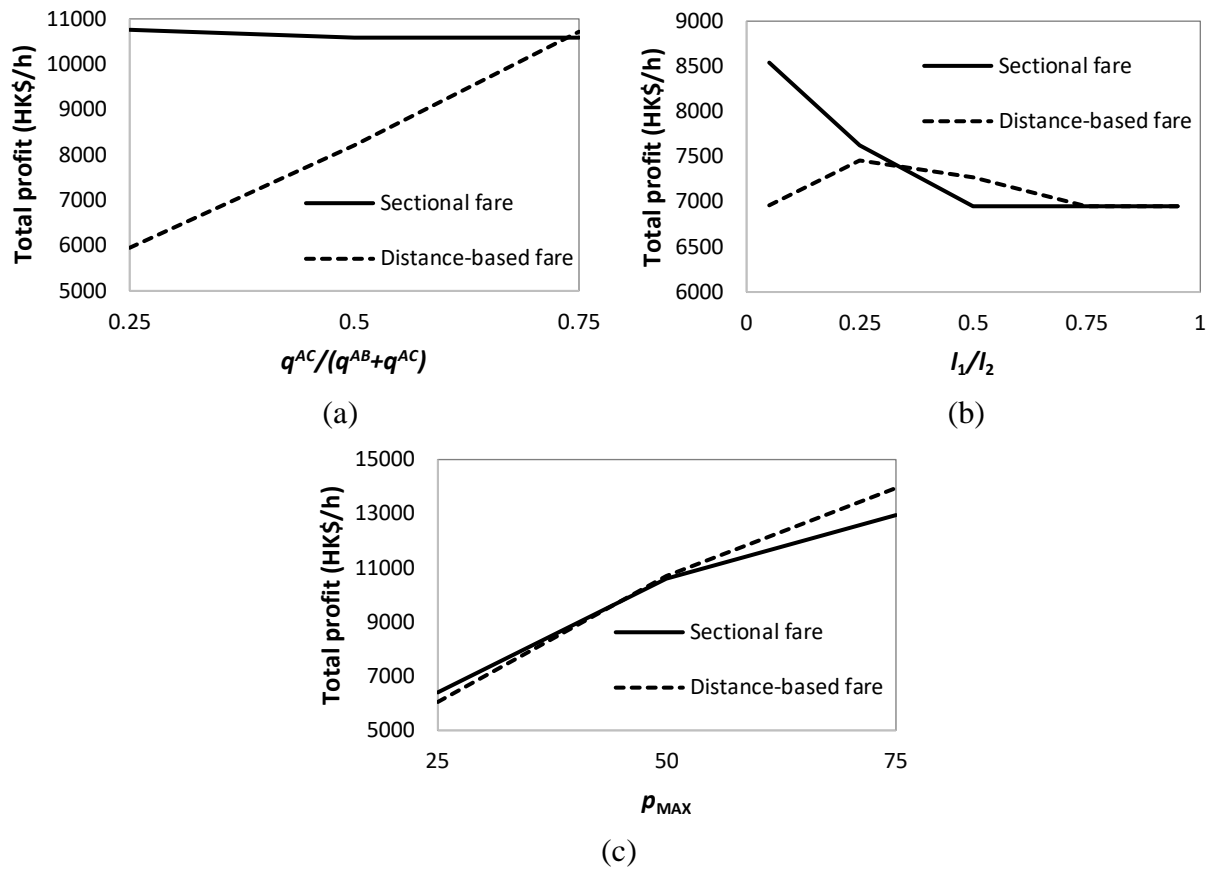 Total profit (HK$/h)
11000
10000
9000
8000
7000
6000
5000
Sectional fare
Distance-based fare
0.25
0.5
0.75
q^AC/(q^AB+q^AC)
(a)
Total profit (HK$/h)
9000
8500
8000
7500
7000
6500
6000
Sectional fare
Distance-based fare
0
0.25
0.5
0.75
1
l₁/l₂
(b)
Total profit (HK$/h)
15000
13000
11000
9000
7000
5000
Sectional fare
Distance-based fare
25
50
75
p_MAX
(c)